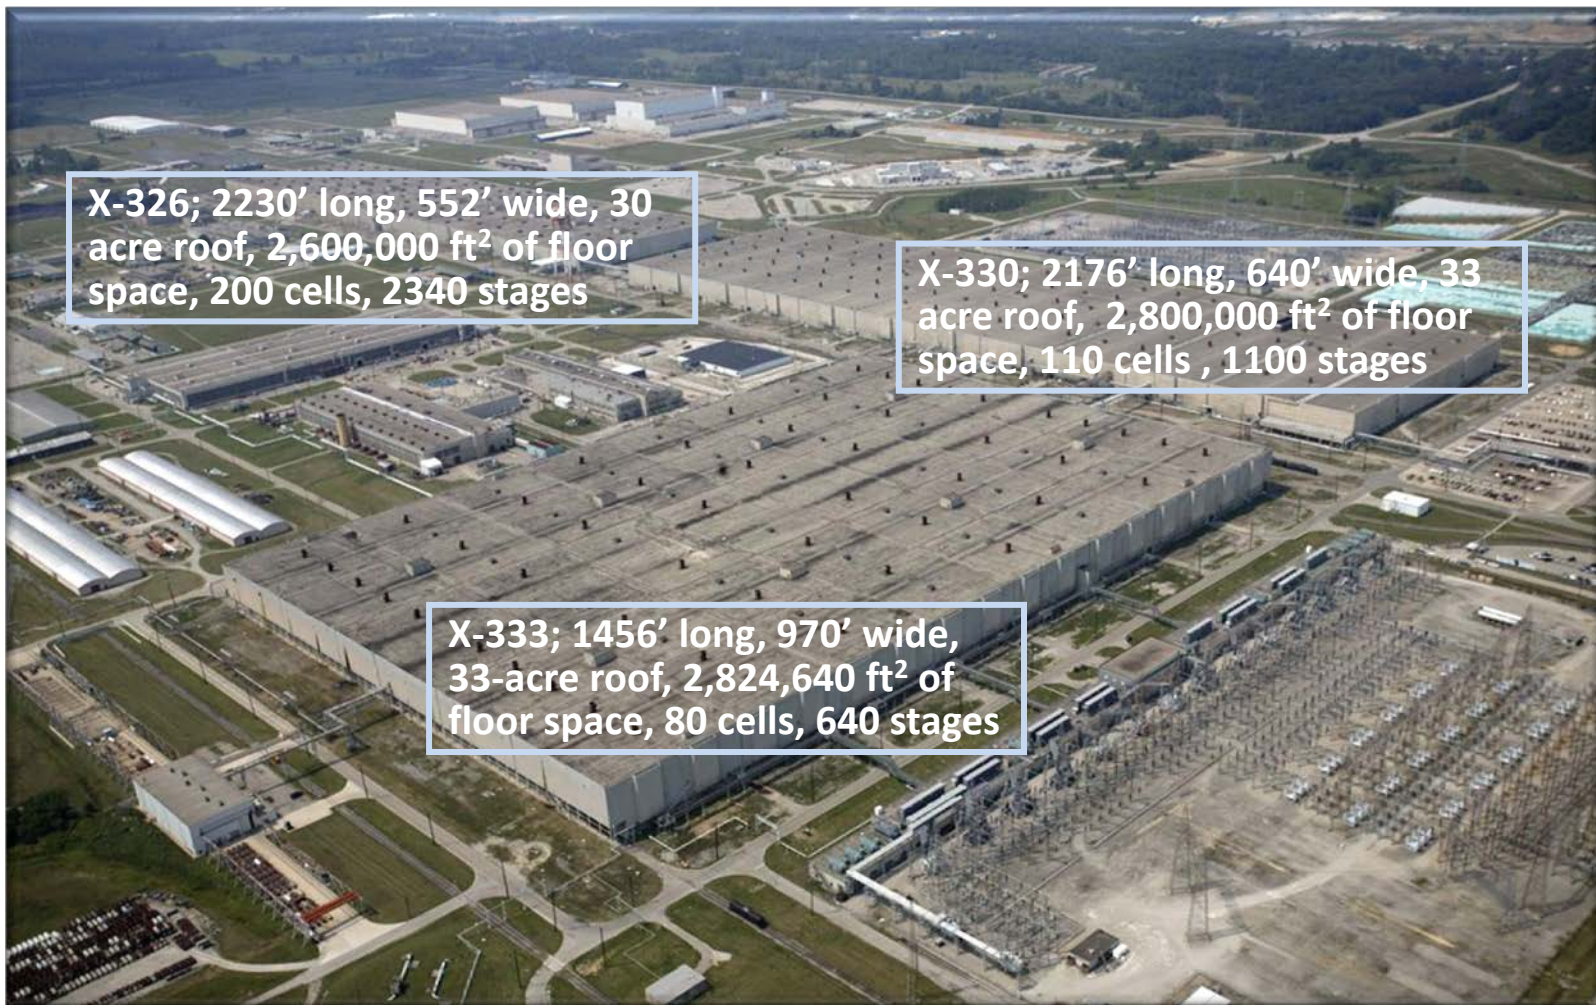 X-326; 2230’ long, 552’ wide, 30
acre roof, 2,600,000 ft² of floor
space, 200 cells, 2340 stages
X-330; 2176’ long, 640’ wide, 33
acre roof,  2,800,000 ft² of floor
space, 110 cells , 1100 stages
X-333; 1456’ long, 970’ wide,
33-acre roof, 2,824,640 ft² of
floor space, 80 cells, 640 stages